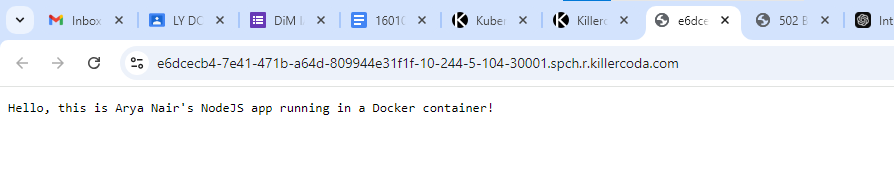 Inbox
LY DC
DiM L
1601C
Kuber
Killerc
e6dce
502 B
Int
e6dcecb4-7e41-471b-a64d-809944e31f1f-10-244-5-104-30001.spch.r.killercoda.com
Hello, this is Arya Nair's NodeJS app running in a Docker container!